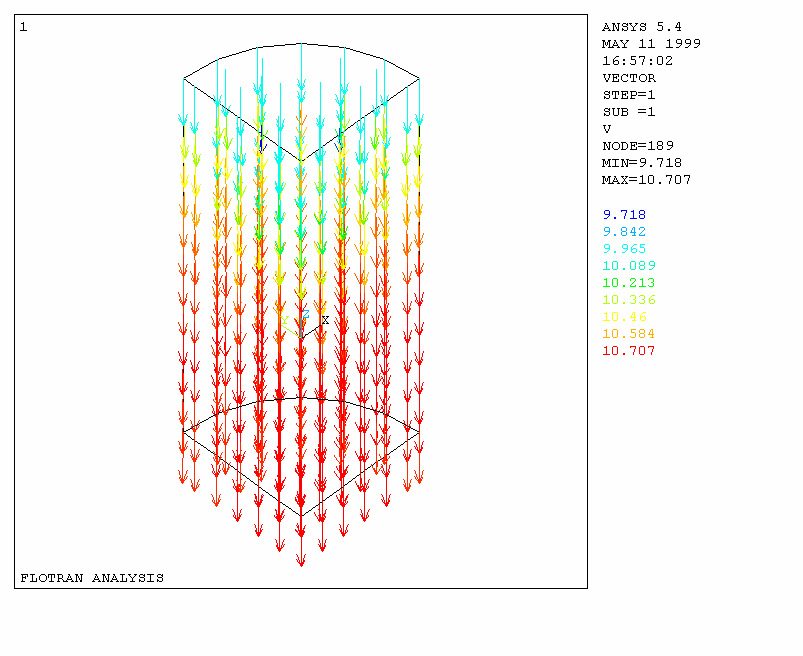 1
ANSYS 5.4
MAY 11 1999
16:57:02
VECTOR
STEP=1
SUB =1
V
NODE=189
MIN=9.718
MAX=10.707
9.718
9.842
9.965
10.089
10.213
10.336
10.46
10.584
10.707
Z
Y X
FLOTRAN ANALYSIS